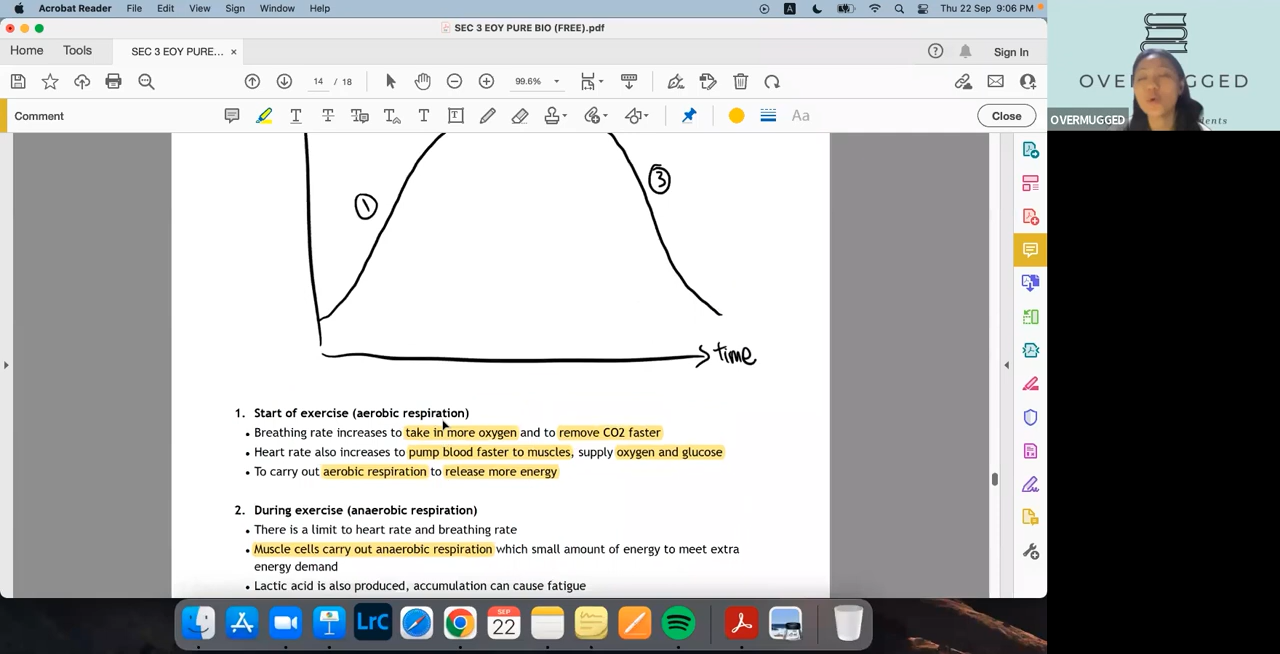 Acrobat Reader File Edit View Sign Window Help A Thu 22 Sep 9:06 PM
SEC 3 EOY PURE BIO (FREE).pdf
Home Tools SEC 3 EOY PURE... × Sign In
14 / 18 99.6%
Comment Aa Close
OVERMUGGED
① ③
time
1. Start of exercise (aerobic respiration)
• Breathing rate increases to take in more oxygen and to remove CO2 faster
• Heart rate also increases to pump blood faster to muscles, supply oxygen and glucose
• To carry out aerobic respiration to release more energy
2. During exercise (anaerobic respiration)
• There is a limit to heart rate and breathing rate
• Muscle cells carry out anaerobic respiration which small amount of energy to meet extra
energy demand
• Lactic acid is also produced, accumulation can cause fatigue
LrC SEP 22